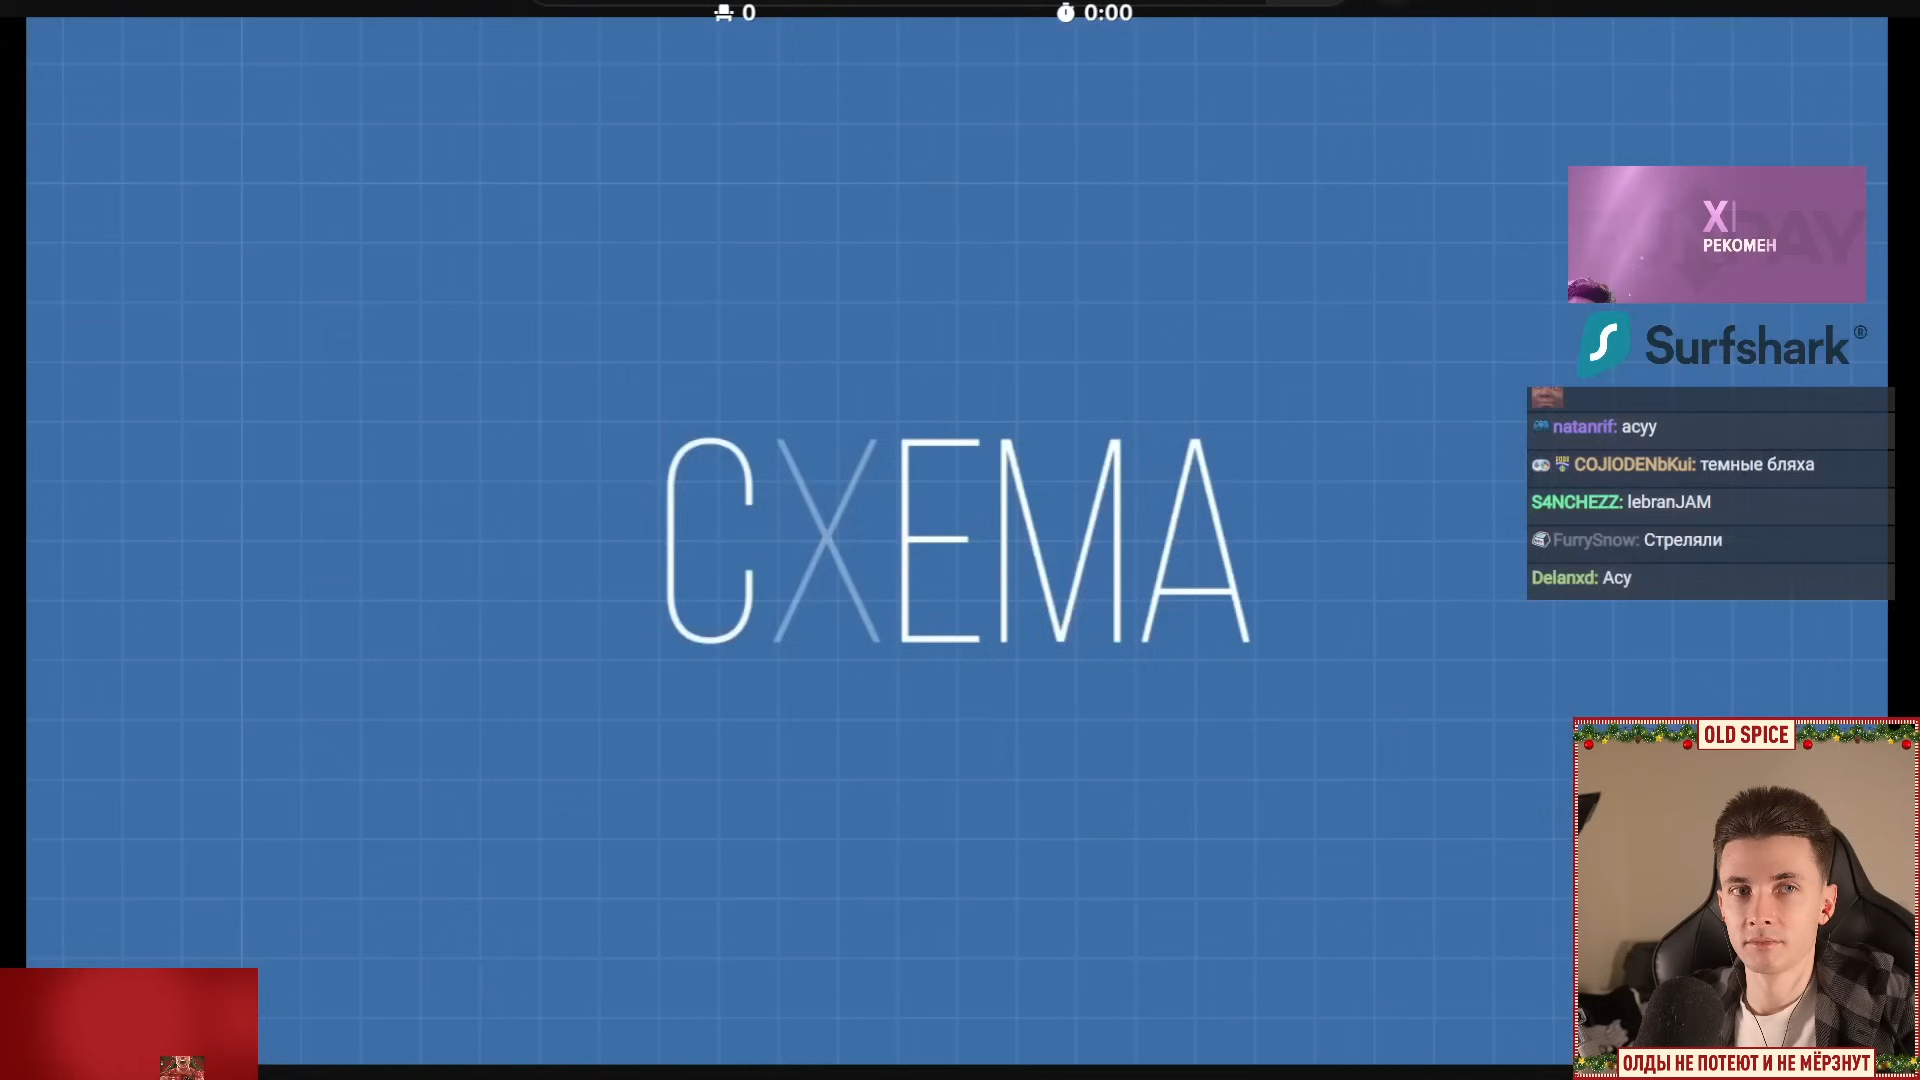 0
0:00
СХЕМА
X
РЕКОМЕН
Surfshark®
natanrif: асуу
COJIODENbKui: темные бляха
S4NCHEZZ: lebranJAM
FurrySnow: Стреляли
Delanxd: Асу
OLD SPICE
ОЛДЫ НЕ ПОТЕЮТ И НЕ МЁРЗНУТ